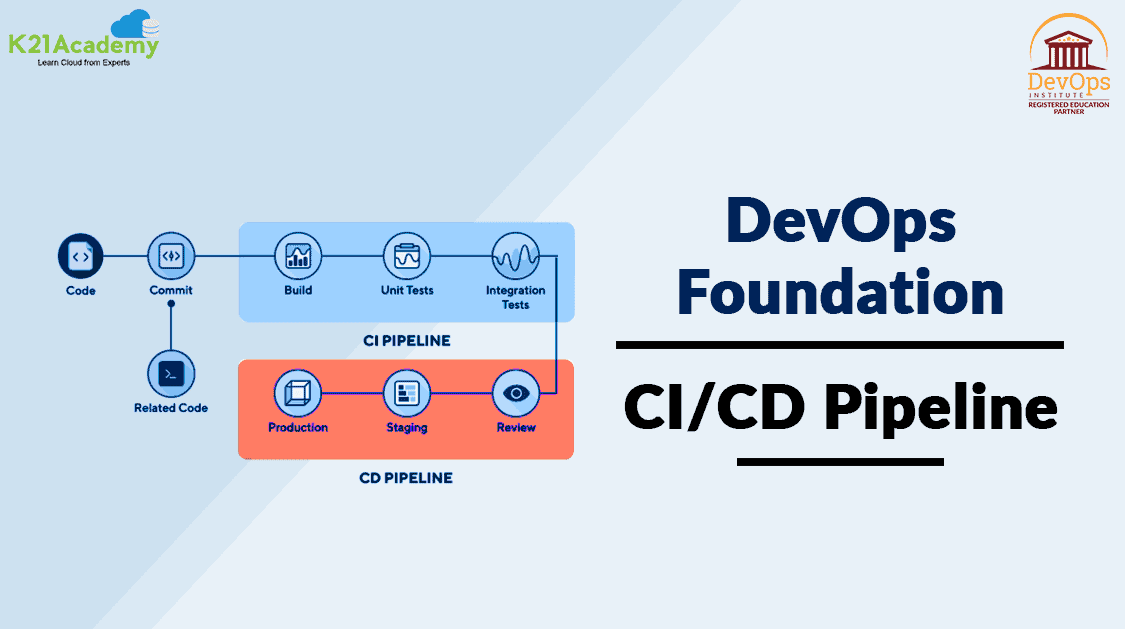 K21Academy
Learn Cloud from Experts
DevOps
INSTITUTE
REGISTERED EDUCATION
PARTNER
Code
Commit
Build
Unit Tests
Integration
Tests
CI PIPELINE
Related Code
Production
Staging
Review
CD PIPELINE
DevOps
Foundation
CI/CD Pipeline